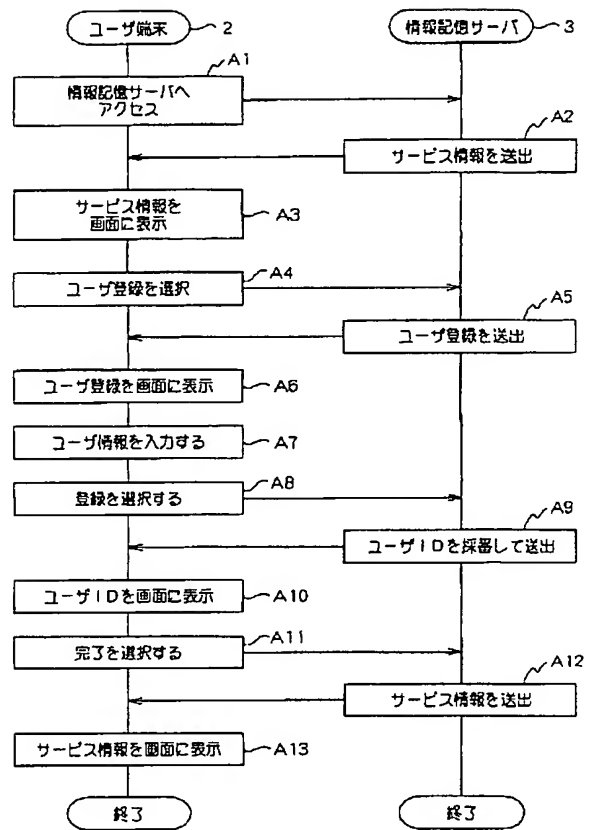 ユーザ端末
2
情報記憶サーバ
3
A1
情報記憶サーバへ
アクセス
A2
サービス情報を送出
サービス情報を
画面に表示
A3
A4
ユーザ登録を選択
A5
ユーザ登録を送出
ユーザ登録を画面に表示
A6
ユーザ情報を入力する
A7
A8
登録を選択する
A9
ユーザIDを採番して送出
ユーザIDを画面に表示
A10
A11
完了を選択する
A12
サービス情報を送出
サービス情報を画面に表示
A13
終了
終了